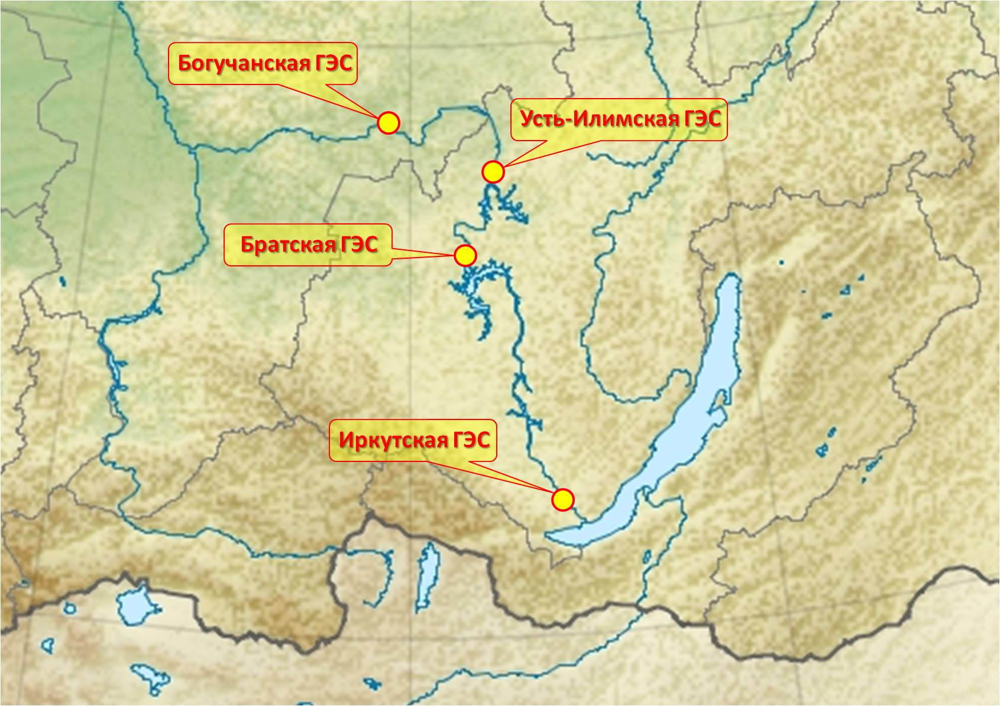 Богучанская ГЭС
Усть-Илимская ГЭС
Братская ГЭС
Иркутская ГЭС